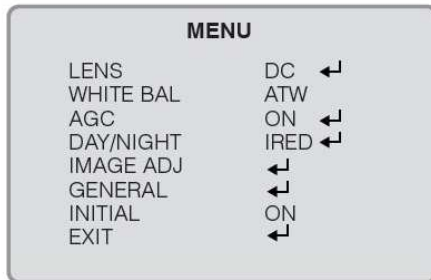 MENU
LENS DC ↵
WHITE BAL ATW
AGC ON ↵
DAY/NIGHT IRED ↵
IMAGE ADJ ↵
GENERAL ↵
INITIAL ON
EXIT ↵